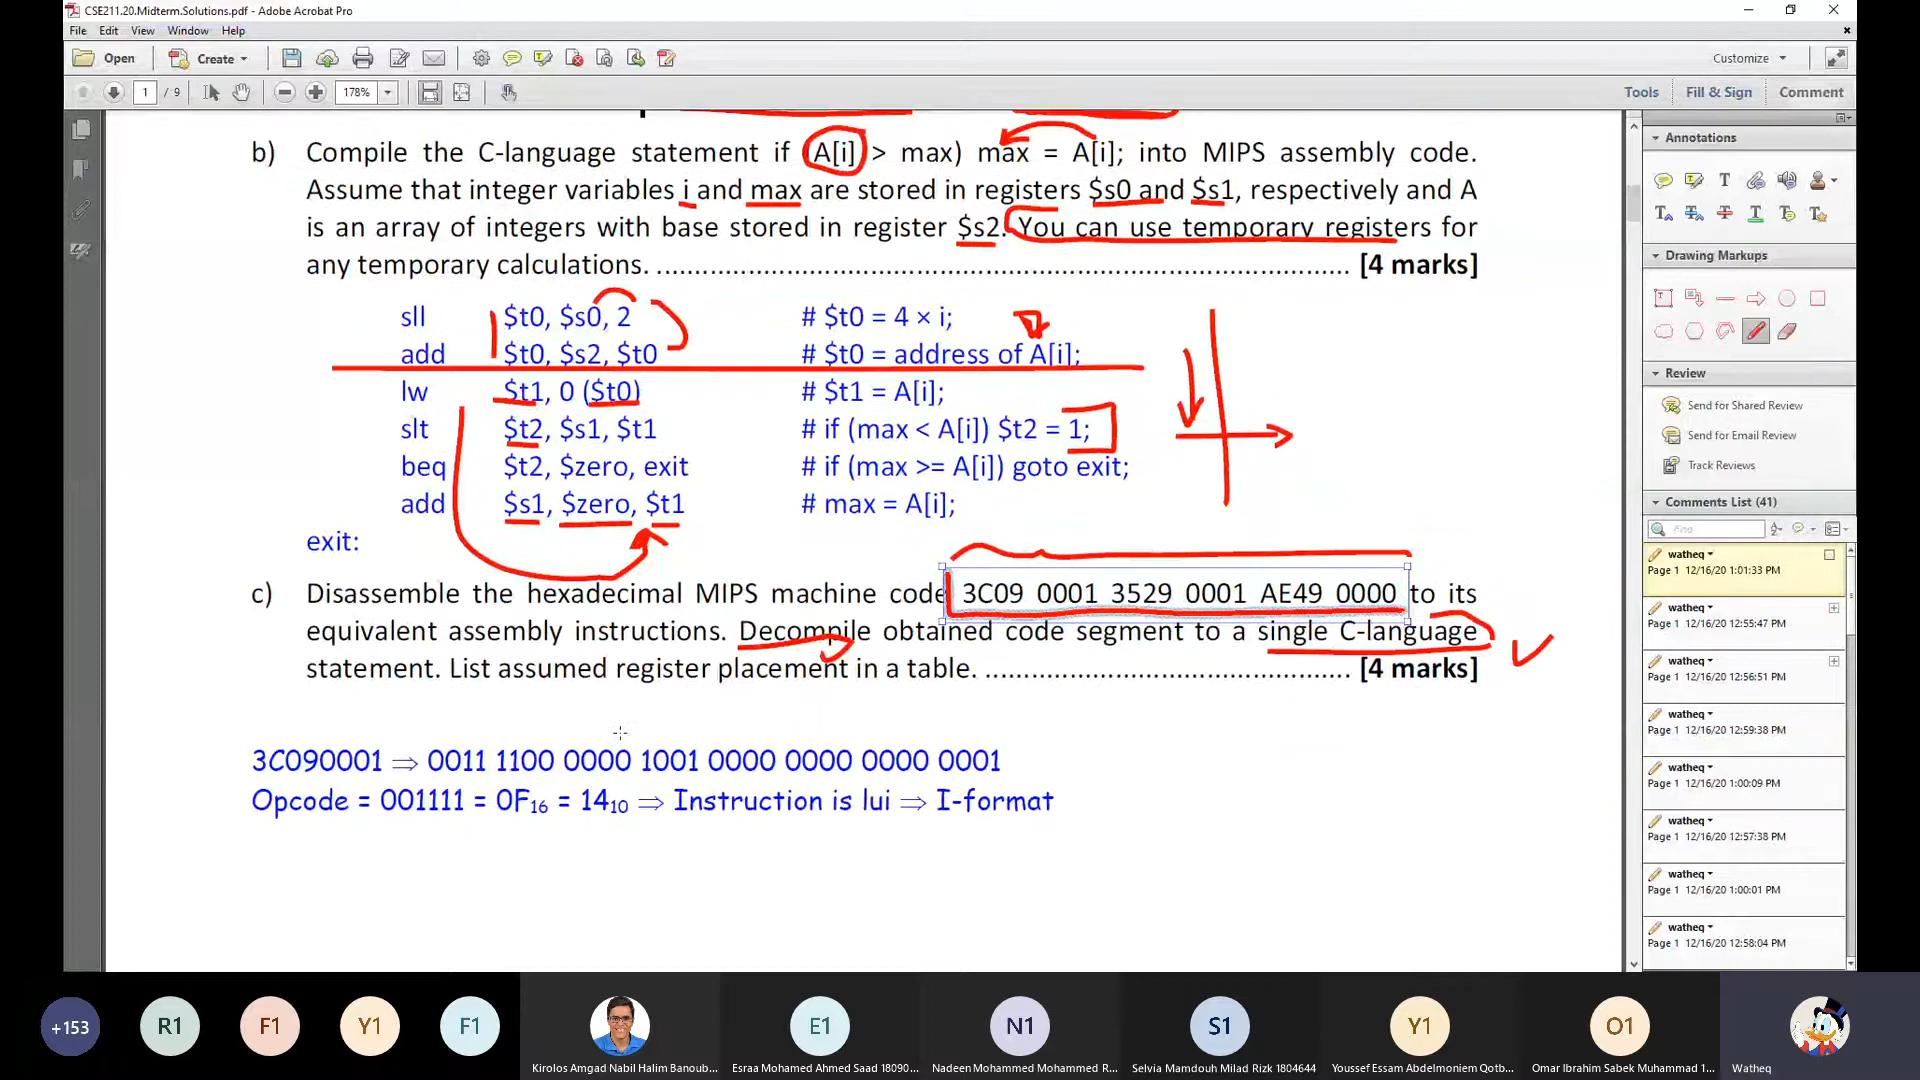 CSE211.20.Midterm.Solutions.pdf - Adobe Acrobat Pro
File Edit View Window Help
Open Create Customize
1 / 9 178% Tools Fill & Sign Comment
b) Compile the C-language statement if A[i] > max) max = A[i]; into MIPS assembly code.
Assume that integer variables i and max are stored in registers $s0 and $s1, respectively and A
is an array of integers with base stored in register $s2. You can use temporary registers for
any temporary calculations. ........................................................................................ [4 marks]
sll $t0, $s0, 2 # $t0 = 4 × i;
add $t0, $s2, $t0 # $t0 = address of A[i];
lw $t1, 0 ($t0) # $t1 = A[i];
slt $t2, $s1, $t1 # if (max < A[i]) $t2 = 1;
beq $t2, $zero, exit # if (max >= A[i]) goto exit;
add $s1, $zero, $t1 # max = A[i];
exit:
c) Disassemble the hexadecimal MIPS machine code 3C09 0001 3529 0001 AE49 0000 to its
equivalent assembly instructions. Decompile obtained code segment to a single C-language
statement. List assumed register placement in a table. .............................................. [4 marks]
3C090001 ⇒ 0011 1100 0000 1001 0000 0000 0000 0001
Opcode = 001111 = 0F16 = 1410 ⇒ Instruction is lui ⇒ I-format
Annotations
Drawing Markups
Review
Send for Shared Review
Send for Email Review
Track Reviews
Comments List (41)
Find
watheq
Page 1 12/16/20 1:01:33 PM
watheq
Page 1 12/16/20 12:55:47 PM
watheq
Page 1 12/16/20 12:56:51 PM
watheq
Page 1 12/16/20 12:59:38 PM
watheq
Page 1 12/16/20 1:00:09 PM
watheq
Page 1 12/16/20 12:57:38 PM
watheq
Page 1 12/16/20 1:00:01 PM
watheq
Page 1 12/16/20 12:58:04 PM
+153 R1 F1 Y1 F1 E1 N1 S1 Y1 O1
Kirolos Amgad Nabil Halim Banoub... Esraa Mohamed Ahmed Saad 18090... Nadeen Mohammed Mohammed R... Selvia Mamdouh Milad Rizk 1804644 Youssef Essam Abdelmoniem Qotb... Omar Ibrahim Sabek Muhammad 1... Watheq